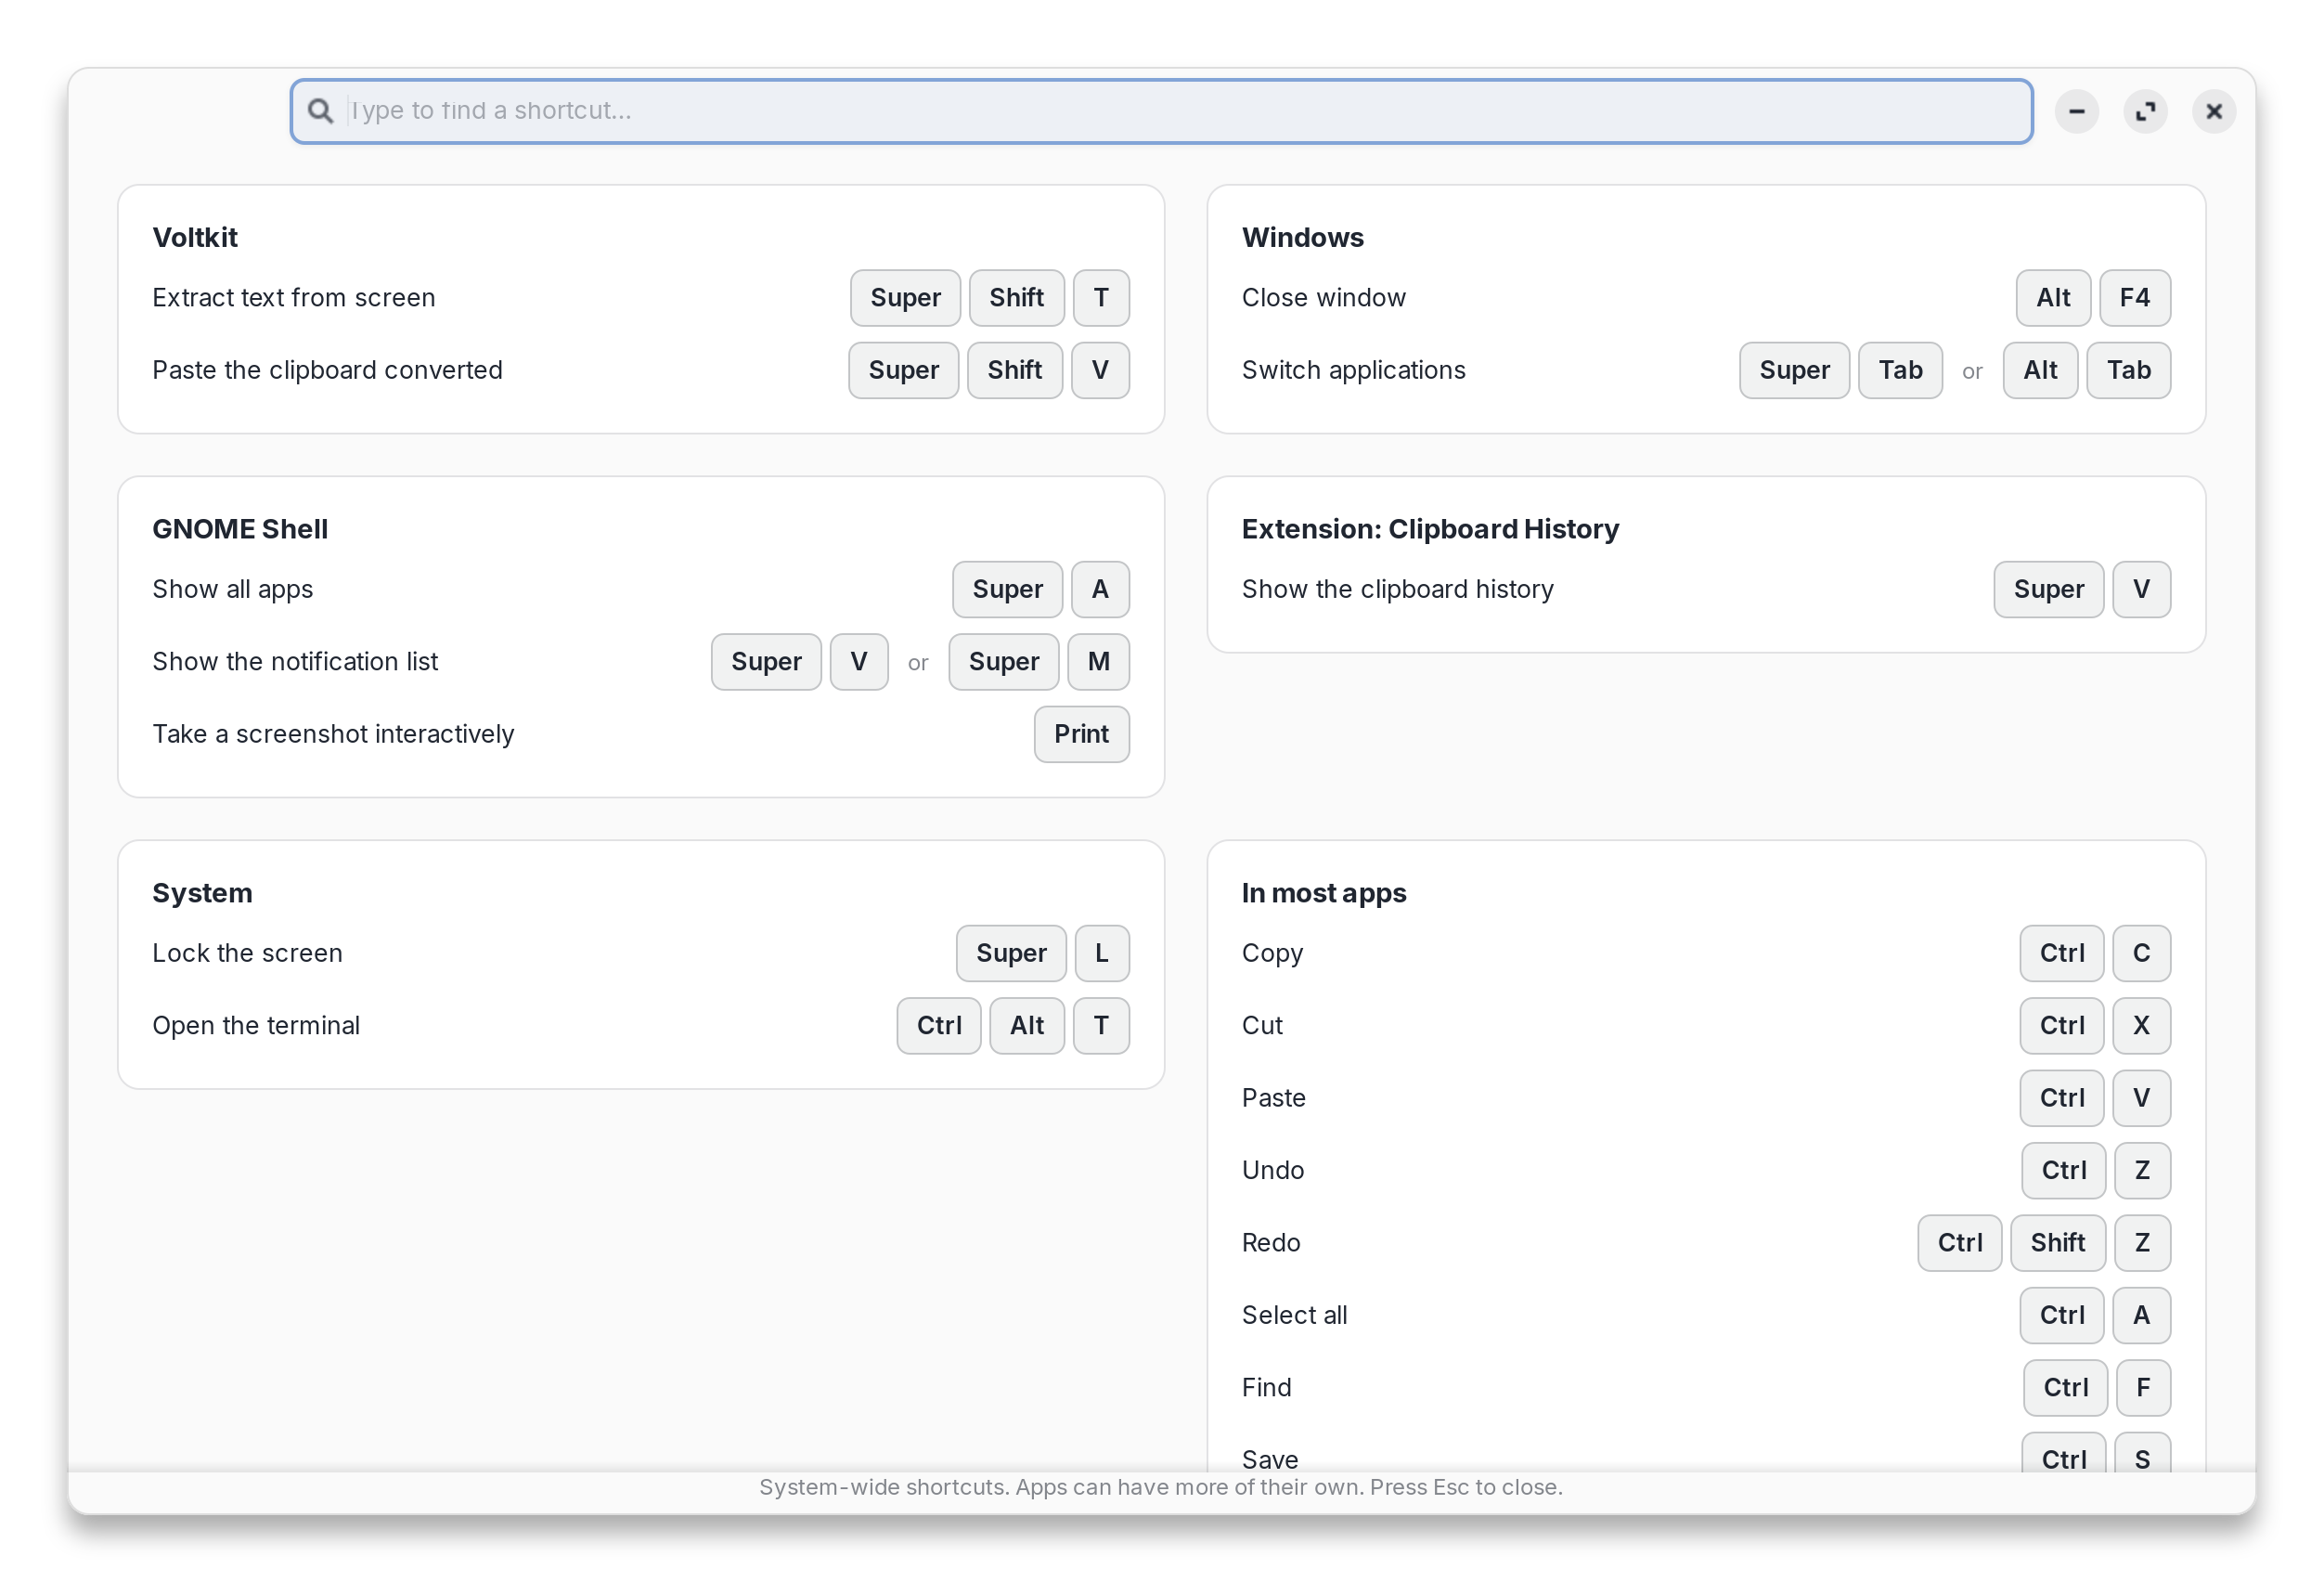 Type to find a shortcut...
Voltkit
Extract text from screen Super Shift T
Paste the clipboard converted Super Shift V
Windows
Close window Alt F4
Switch applications Super Tab or Alt Tab
GNOME Shell
Show all apps Super A
Show the notification list Super V or Super M
Take a screenshot interactively Print
Extension: Clipboard History
Show the clipboard history Super V
System
Lock the screen Super L
Open the terminal Ctrl Alt T
In most apps
Copy Ctrl C
Cut Ctrl X
Paste Ctrl V
Undo Ctrl Z
Redo Ctrl Shift Z
Select all Ctrl A
Find Ctrl F
Save Ctrl S
System-wide shortcuts. Apps can have more of their own. Press Esc to close.